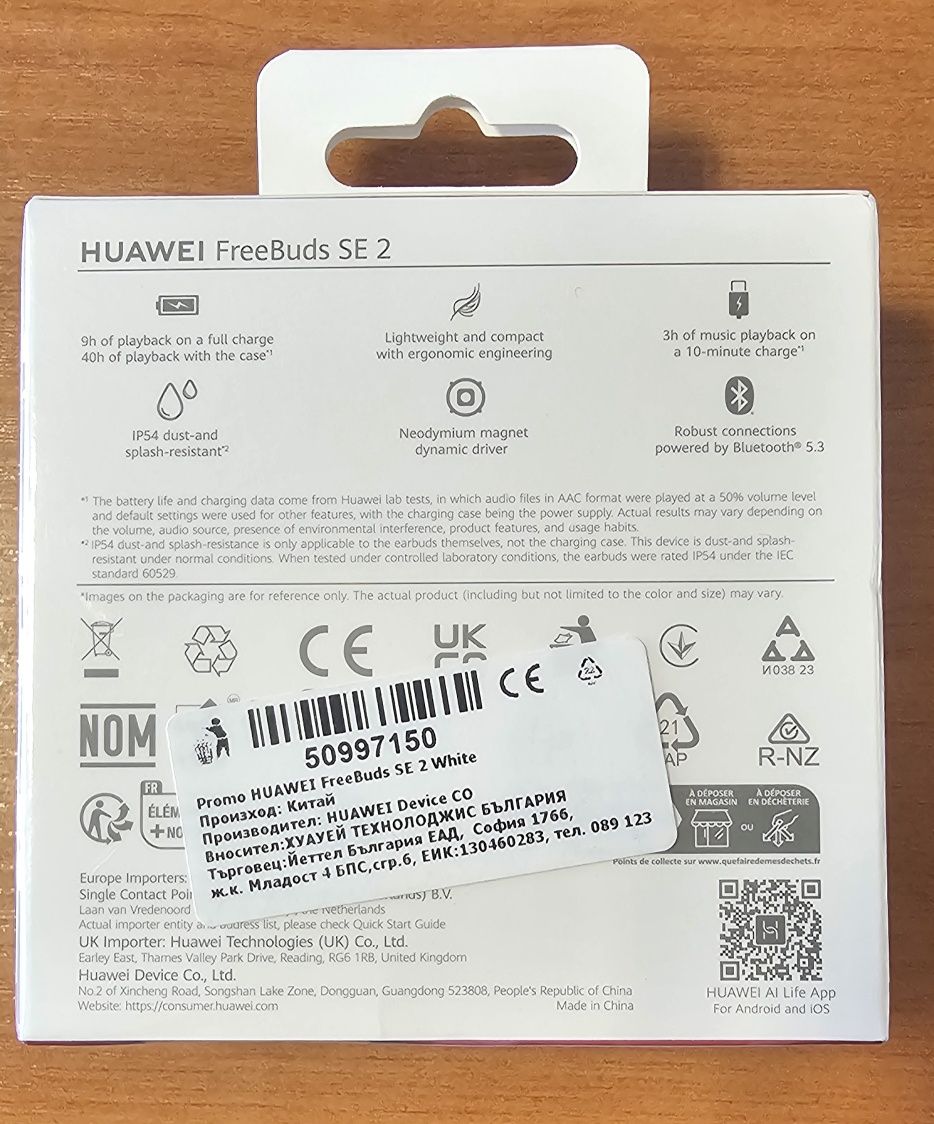 HUAWEI FreeBuds SE 2
9h of playback on a full charge
40h of playback with the case*1
Lightweight and compact
with ergonomic engineering
3h of music playback on
a 10-minute charge*1
IP54 dust-and
splash-resistant*2
Neodymium magnet
dynamic driver
Robust connections
powered by Bluetooth® 5.3
*1 The battery life and charging data come from Huawei lab tests, in which audio files in AAC format were played at a 50% volume level
and default settings were used for other features, with the charging case being the power supply. Actual results may vary depending on
the volume, audio source, presence of environmental interference, product features, and usage habits.
*2 IP54 dust-and splash-resistance is only applicable to the earbuds themselves, not the charging case. This device is dust-and splash-
resistant under normal conditions. When tested under controlled laboratory conditions, the earbuds were rated IP54 under the IEC
standard 60529.
*Images on the packaging are for reference only. The actual product (including but not limited to the color and size) may vary.
CE
UK
И038 23
NOM
CE
22
50997150
Promo HUAWEI FreeBuds SE 2 White
Произход: Китай
Производител: HUAWEI Device CO
Вносител:ХУАУЕЙ ТЕХНОЛОДЖИС БЪЛГАРИЯ
Търговец:Йеттел България ЕАД, София 1766,
ж.к. Младост 4 БПС,сгр.6, ЕИК:130460283, тел. 089 123
21
AP
R-NZ
FR
ÉLÉM
+ NO
À DÉPOSER
EN MAGASIN
OU
À DÉPOSER
EN DÉCHÈTERIE
Points de collecte sur www.quefairedemesdechets.fr
Europe Importers:
Single Contact Poi
B.V.
Laan van Vredenoord
the Netherlands
Actual importer entity and address list, please check Quick Start Guide
UK Importer: Huawei Technologies (UK) Co., Ltd.
Earley East, Thames Valley Park Drive, Reading, RG6 1RB, United Kingdom
Huawei Device Co., Ltd.
No.2 of Xincheng Road, Songshan Lake Zone, Dongguan, Guangdong 523808, People's Republic of China
Website: https://consumer.huawei.com
Made in China
HUAWEI AI Life App
For Android and iOS